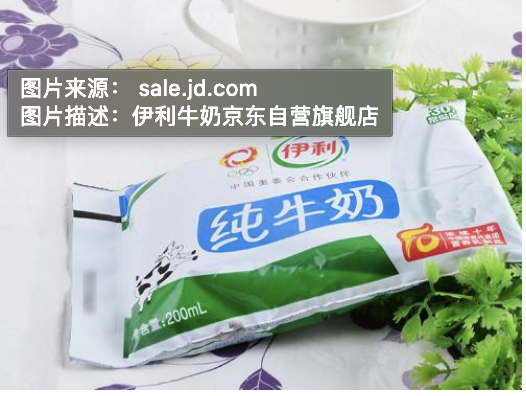 图片来源： sale.jd.com
图片描述：伊利牛奶京东自营旗舰店
伊利
中国奥委会合作伙伴
纯牛奶
净含量:200mL